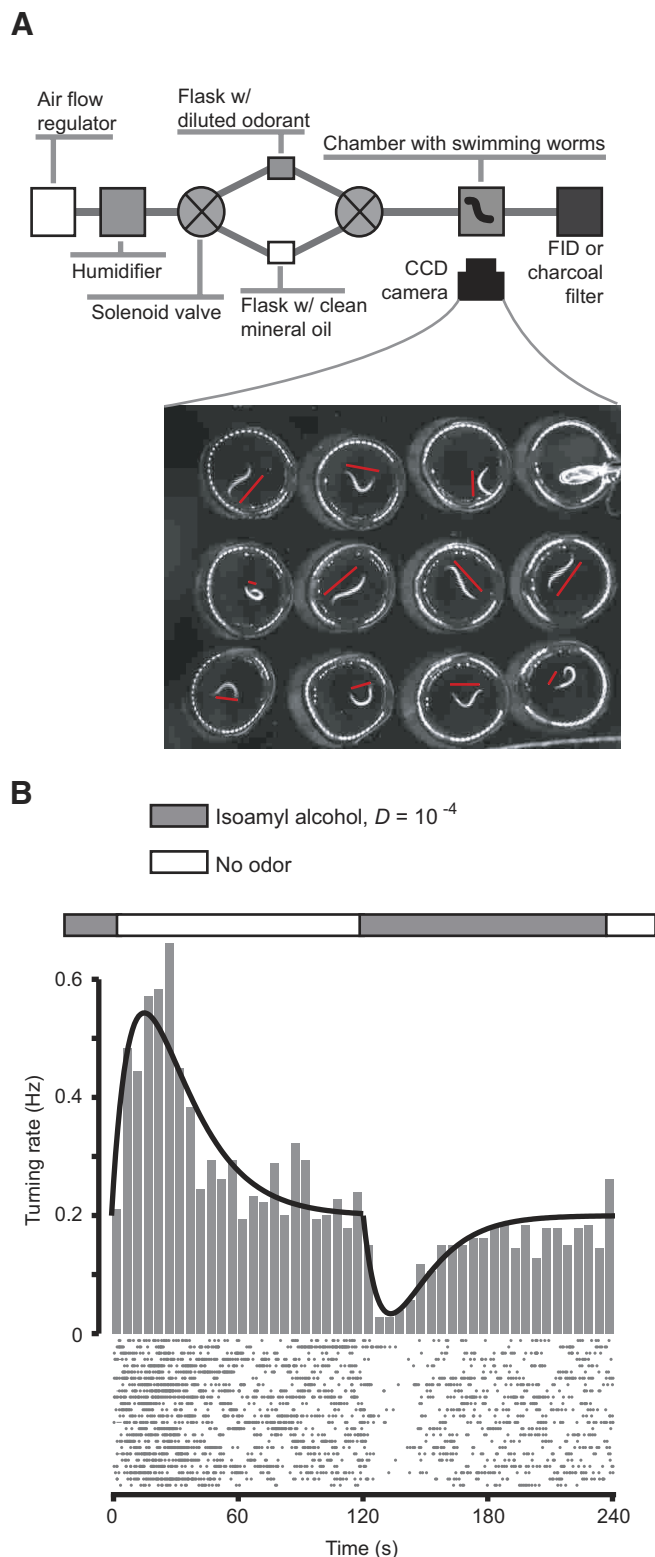 A
Air flow
regulator
Flask w/
diluted odorant
Chamber with swimming worms
Humidifier
Solenoid valve
Flask w/ clean
mineral oil
CCD
camera
FID or
charcoal
filter
B
Isoamyl alcohol, D = 10 -4
No odor
0.6
0.4
0.2
0
Turning rate (Hz)
0 60 120 180 240
Time (s)